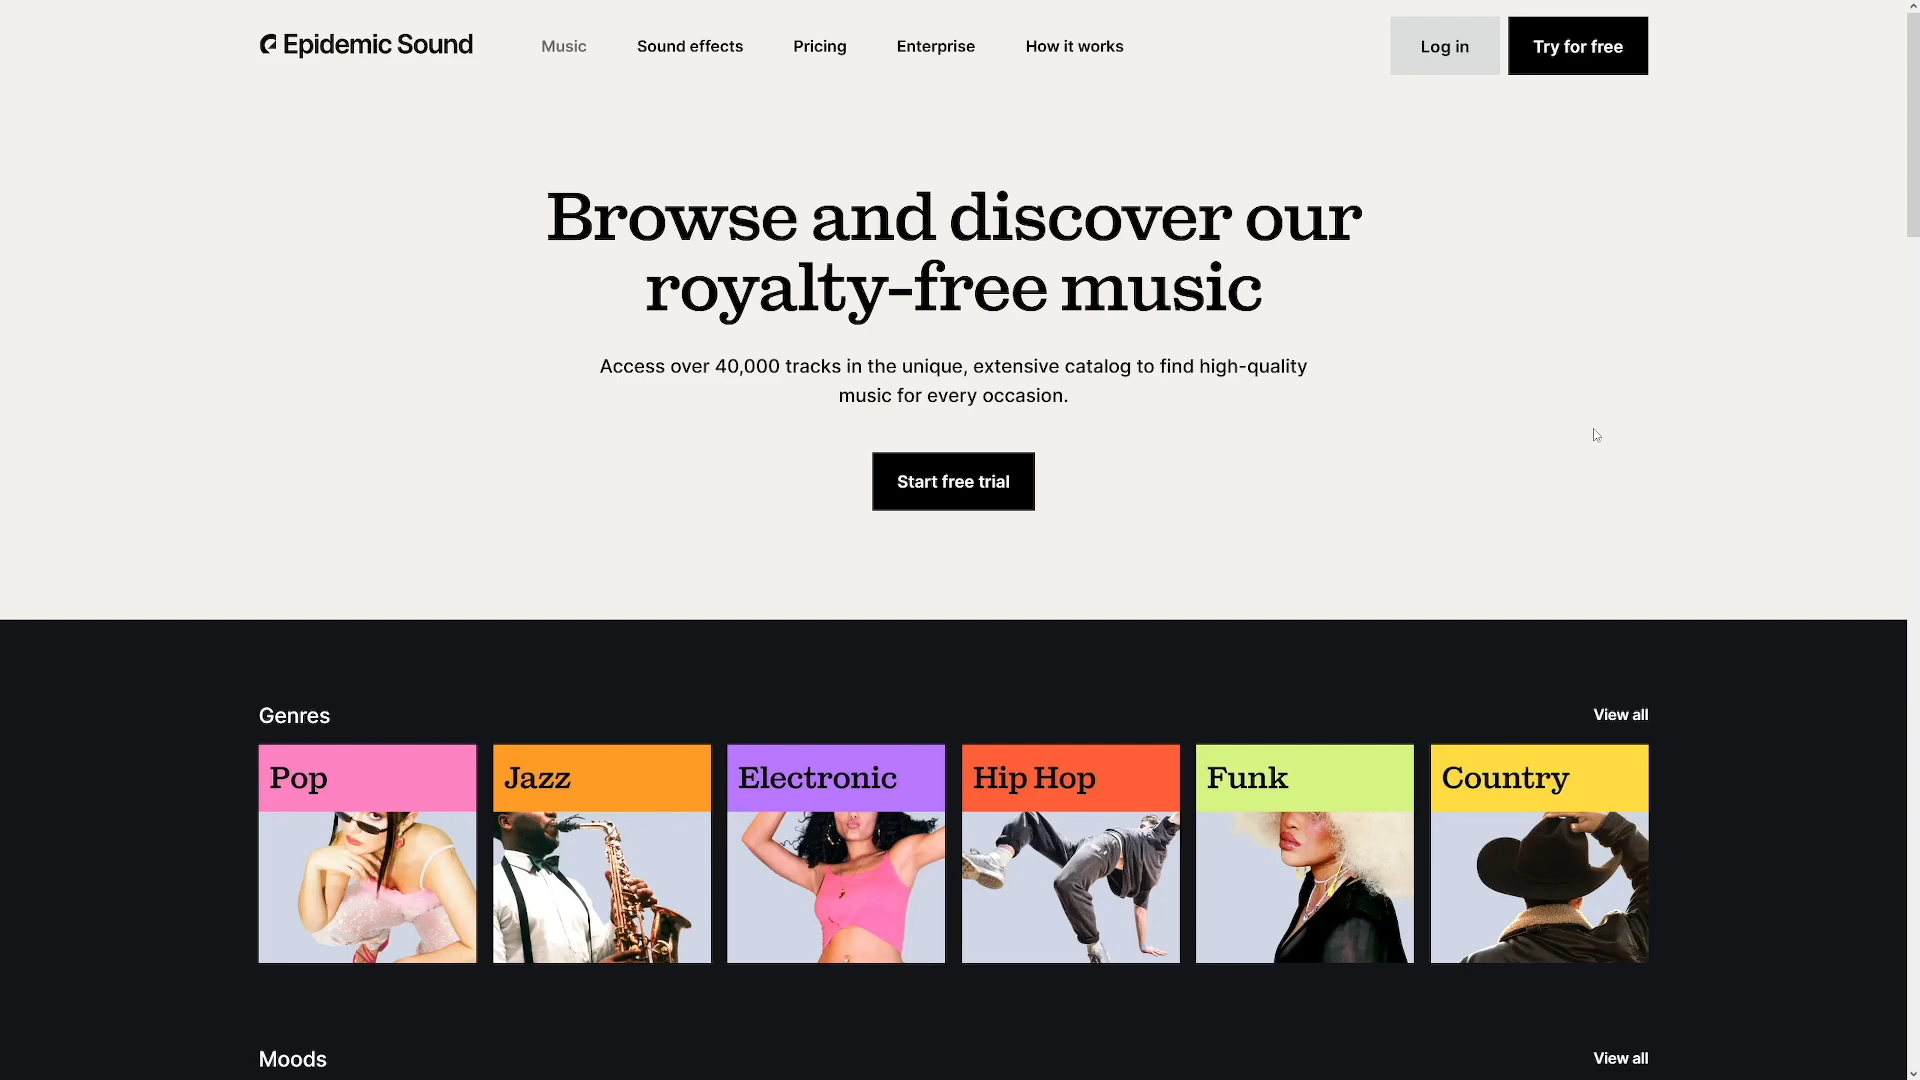 Epidemic Sound
Music
Sound effects
Pricing
Enterprise
How it works
Log in
Try for free
Browse and discover our
royalty-free music
Access over 40,000 tracks in the unique, extensive catalog to find high-quality
music for every occasion.
Start free trial
Genres
View all
Pop
Jazz
Electronic
Hip Hop
Funk
Country
Moods
View all